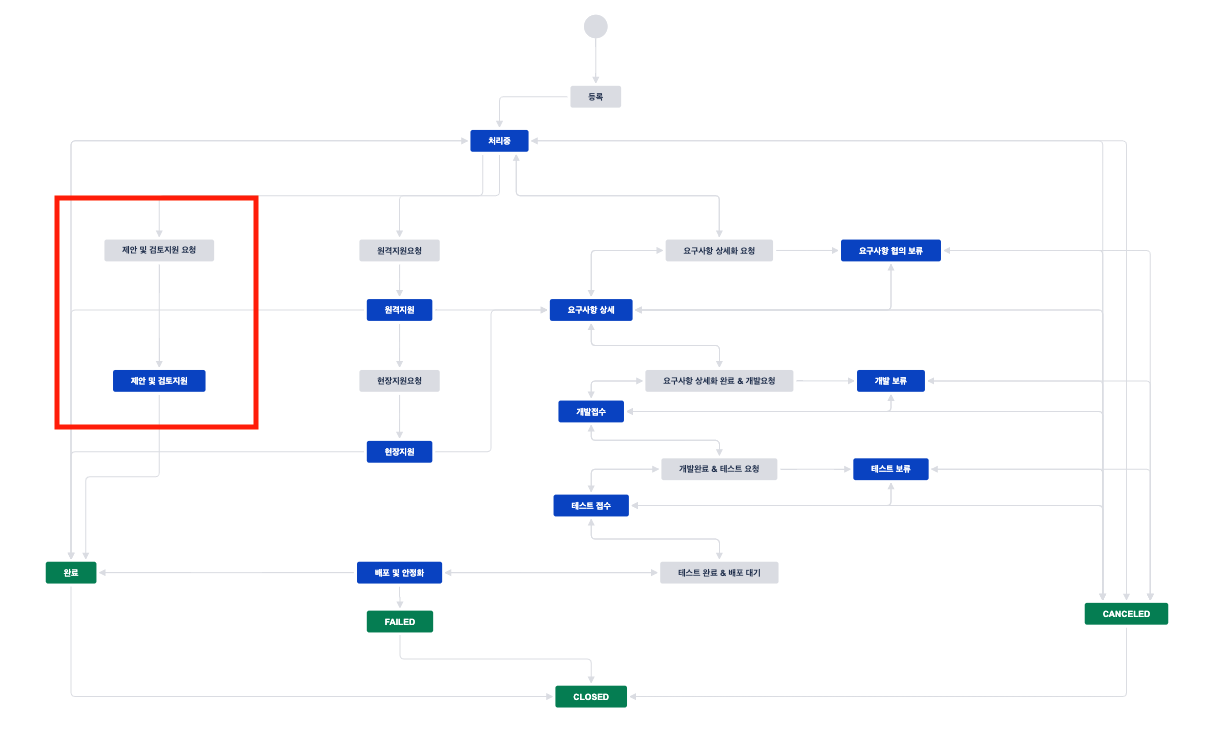 등록
처리중
제안 및 검토지원 요청
원격지원요청
요구사항 상세화 요청
요구사항 협의 보류
원격지원
요구사항 상세
제안 및 검토지원
현장지원요청
요구사항 상세화 완료 & 개발요청
개발 보류
개발접수
현장지원
개발완료 & 테스트 요청
테스트 보류
테스트 접수
완료
배포 및 안정화
테스트 완료 & 배포 대기
FAILED
CANCELED
CLOSED